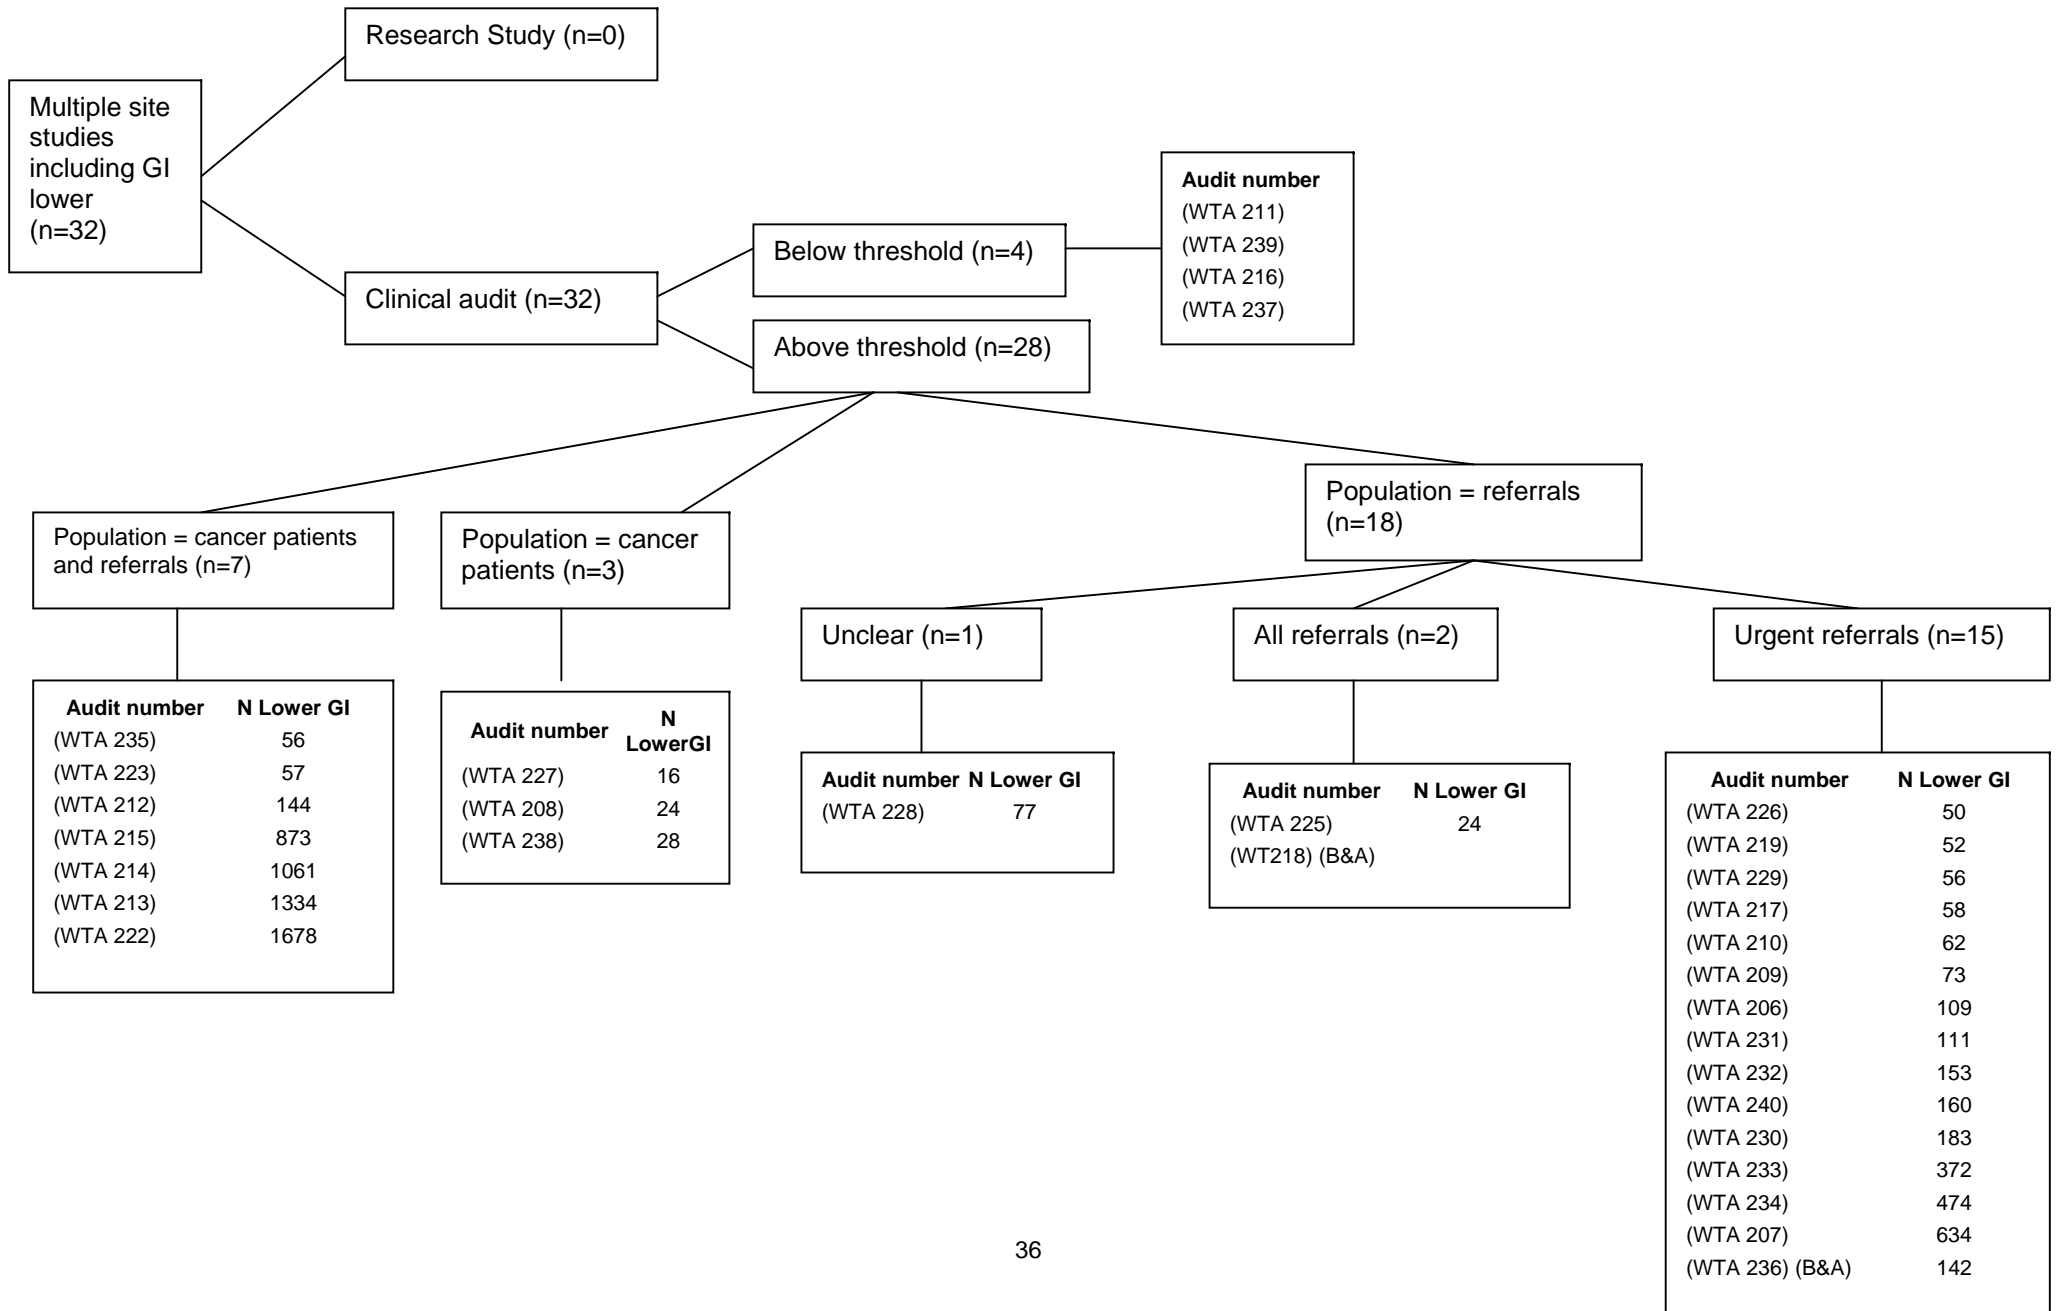 Research Study (n=0)
Multiple site
studies
including GI
lower
(n=32)
Clinical audit (n=32)
Below threshold (n=4)
Above threshold (n=28)
Audit number
(WTA 211)
(WTA 239)
(WTA 216)
(WTA 237)
Population = cancer patients
and referrals (n=7)
Audit number N Lower GI
(WTA 235) 56
(WTA 223) 57
(WTA 212) 144
(WTA 215) 873
(WTA 214) 1061
(WTA 213) 1334
(WTA 222) 1678
Population = cancer
patients (n=3)
Audit number N
LowerGI
(WTA 227) 16
(WTA 208) 24
(WTA 238) 28
Population = referrals
(n=18)
Unclear (n=1)
Audit number N Lower GI
(WTA 228) 77
All referrals (n=2)
Audit number N Lower GI
(WTA 225) 24
(WT218) (B&A)
Urgent referrals (n=15)
Audit number N Lower GI
(WTA 226) 50
(WTA 219) 52
(WTA 229) 56
(WTA 217) 58
(WTA 210) 62
(WTA 209) 73
(WTA 206) 109
(WTA 231) 111
(WTA 232) 153
(WTA 240) 160
(WTA 230) 183
(WTA 233) 372
(WTA 234) 474
(WTA 207) 634
(WTA 236) (B&A) 142
36